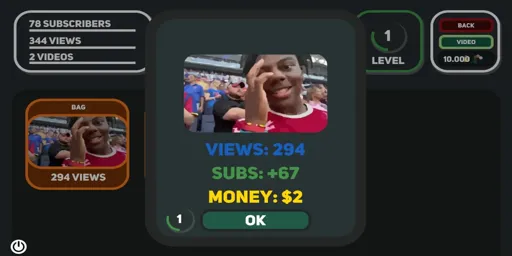 78 SUBSCRIBERS
344 VIEWS
2 VIDEOS
1
LEVEL
BACK
VIDEO
10.000
BAG
294 VIEWS
VIEWS: 294
SUBS: +67
MONEY: $2
1
OK